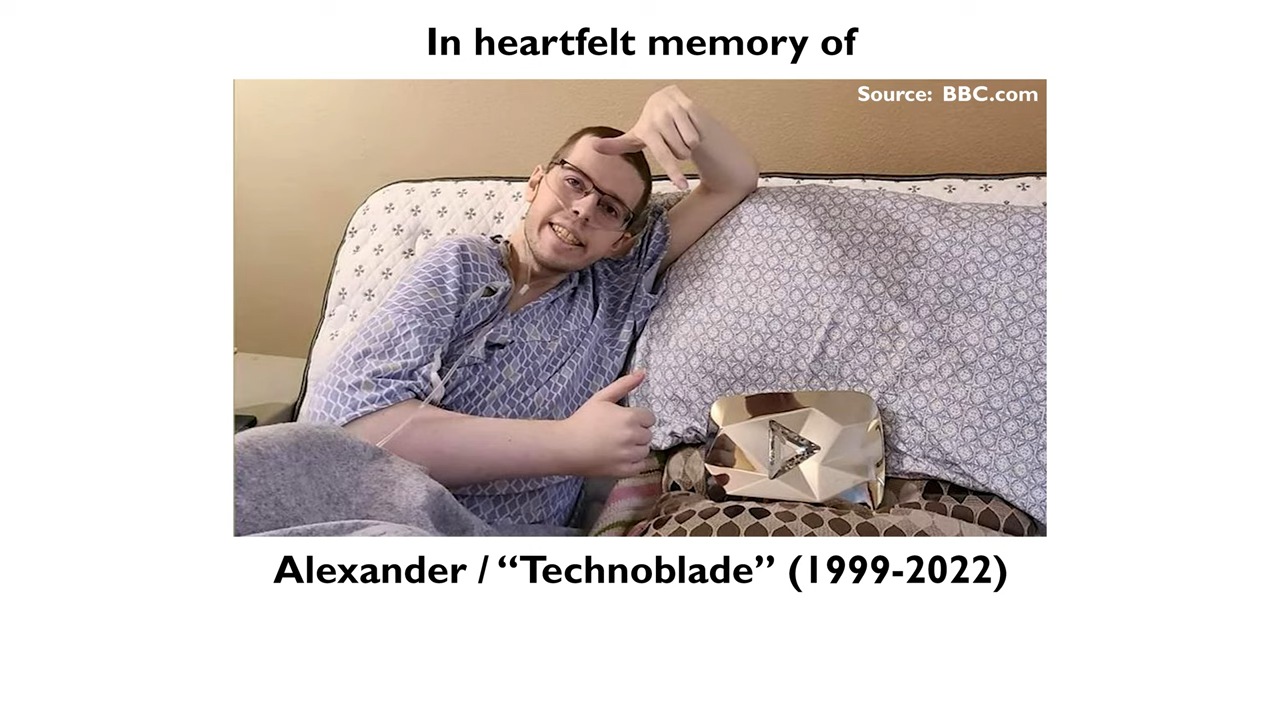 In heartfelt memory of
Source: BBC.com
Alexander / “Technoblade” (1999-2022)